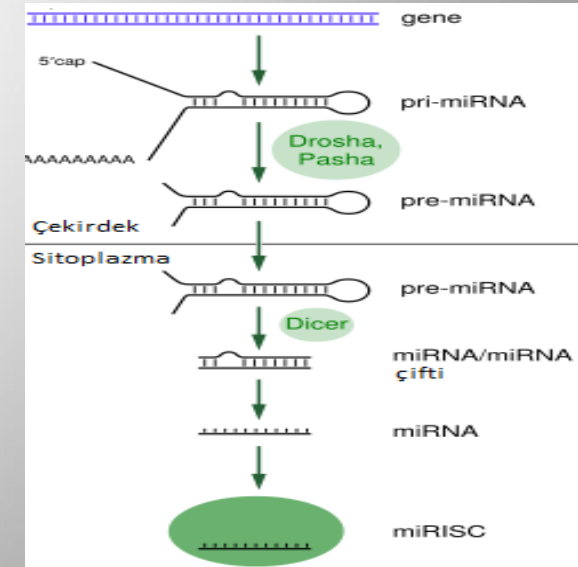 gene
5'cap
pri-miRNA
Drosha,
Pasha
AAAAAAAAAA
pre-miRNA
Çekirdek
Sitoplazma
pre-miRNA
Dicer
miRNA/miRNA
çifti
miRNA
miRISC